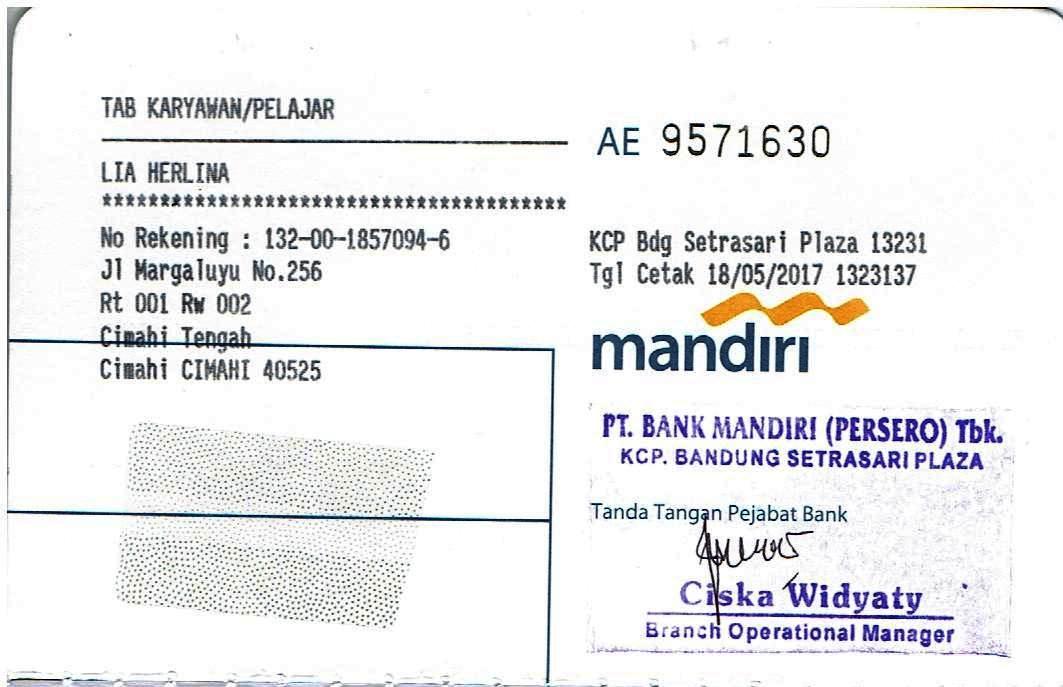 TAB KARYAWAN/PELAJAR
LIA HERLINA
****************************************
No Rekening : 132-00-1857094-6
Jl Margaluyu No.256
Rt 001 Rw 002
Cimahi Tengah
Cimahi CIMAHI 40525
AE 9571630
KCP Bdg Setrasari Plaza 13231
Tgl Cetak 18/05/2017 1323137
mandırı
PT. BANK MANDIRI (PERSERO) Tbk.
KCP. BANDUNG SETRASARI PLAZA
Tanda Tangan Pejabat Bank
Ciska Widyaty
Branch Operational Manager